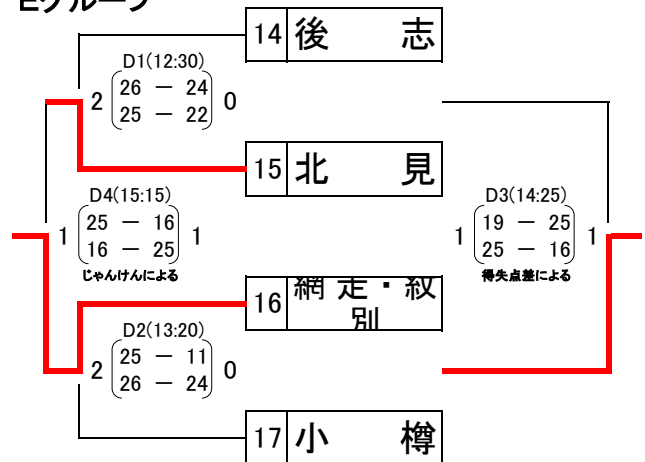 Eグループ
14 後 志
D1(12:30)
2 26 － 24 0
25 － 22
15 北 見
D4(15:15)
1 25 － 16 1
16 － 25
じゃんけんによる
D3(14:25)
1 19 － 25 1
25 － 16
得失点差による
16 網走・紋
別
D2(13:20)
2 25 － 11 0
26 － 24
17 小 樽